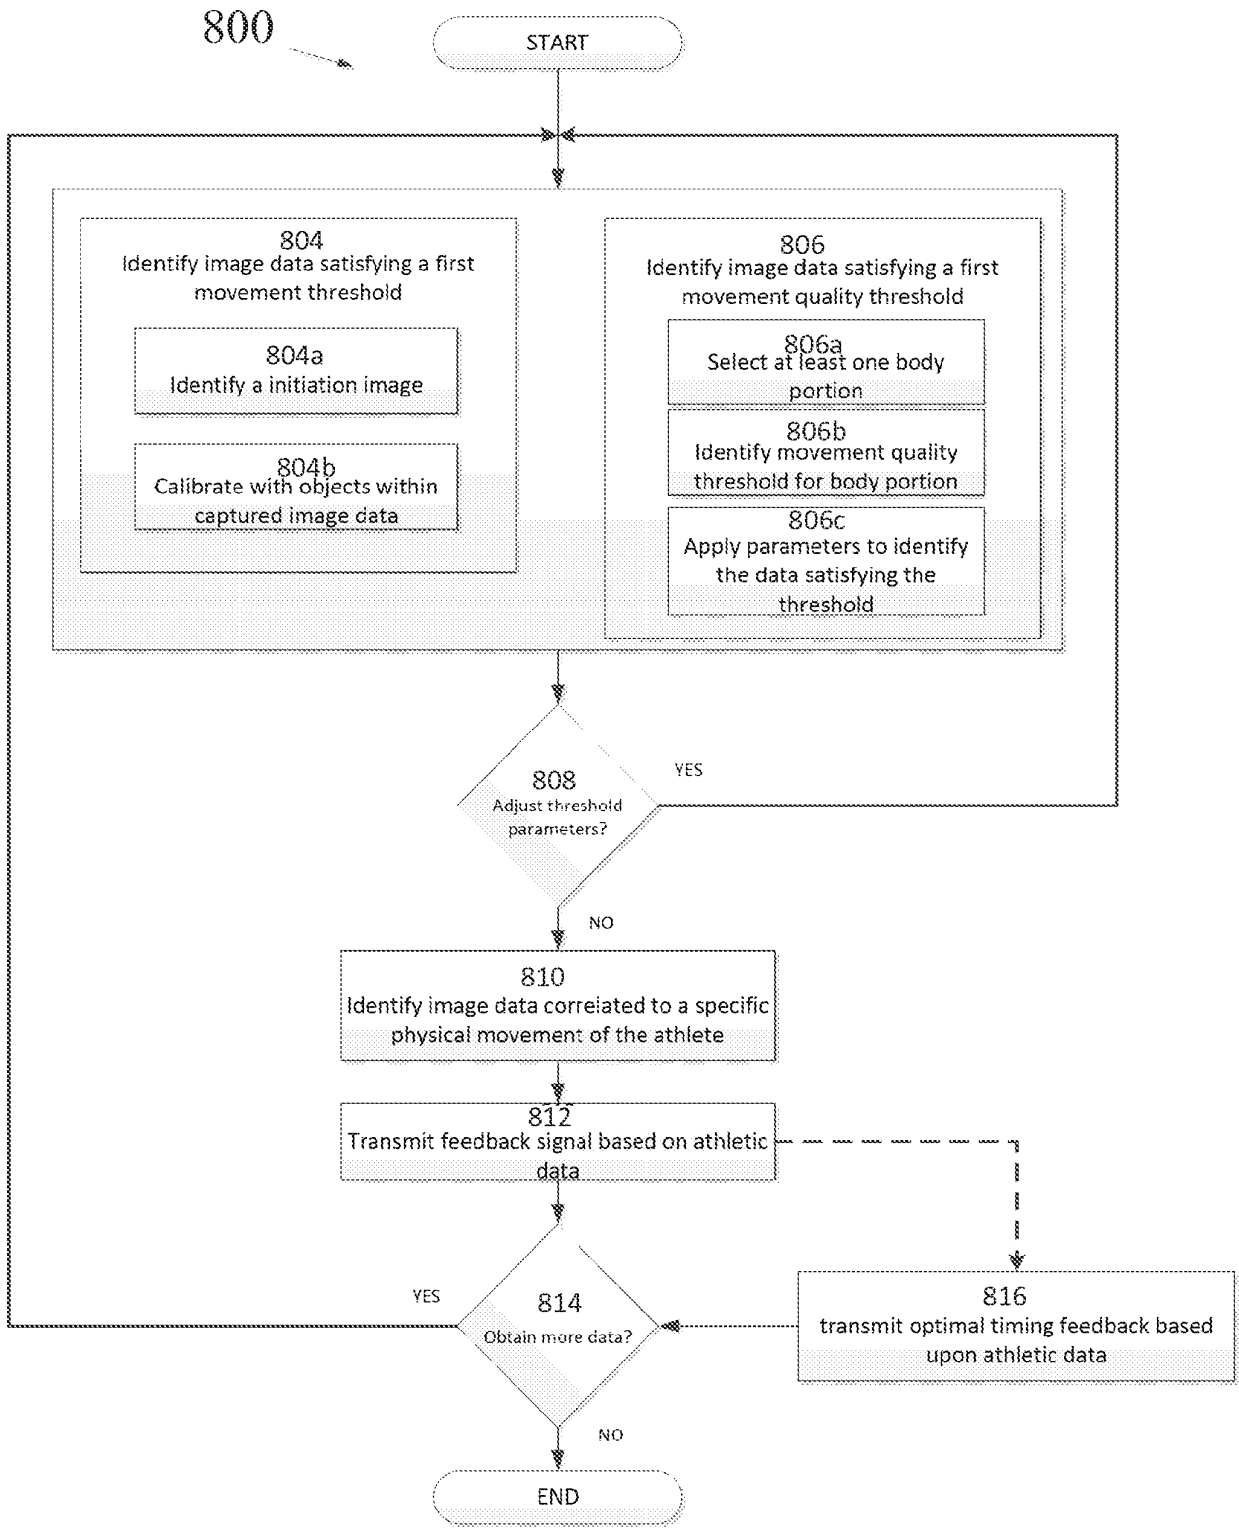 800
START
804
Identify image data satisfying a first
movement threshold
804a
Identify a initiation image
804b
Calibrate with objects within
captured image data
806
Identify image data satisfying a first
movement quality threshold
806a
Select at least one body
portion
806b
Identify movement quality
threshold for body portion
806c
Apply parameters to identify
the data satisfying the
threshold
808
Adjust threshold
parameters?
YES
NO
810
Identify image data correlated to a specific
physical movement of the athlete
812
Transmit feedback signal based on athletic
data
814
Obtain more data?
YES
816
transmit optimal timing feedback based
upon athletic data
NO
END